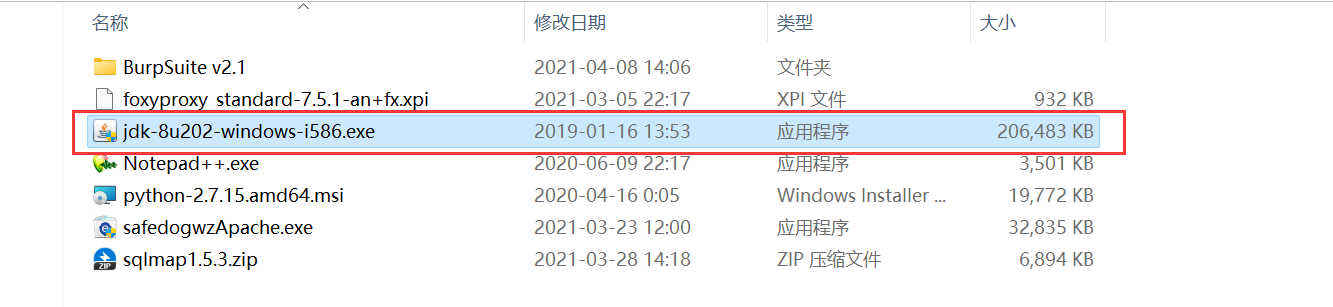 名称 修改日期 类型 大小
BurpSuite v2.1 2021-04-08 14:06 文件夹
foxyproxy_standard-7.5.1-an+fx.xpi 2021-03-05 22:17 XPI 文件 932 KB
jdk-8u202-windows-i586.exe 2019-01-16 13:53 应用程序 206,483 KB
Notepad++.exe 2020-06-09 22:17 应用程序 3,501 KB
python-2.7.15.amd64.msi 2020-04-16 0:05 Windows Installer ... 19,772 KB
safedogwzApache.exe 2021-03-23 12:00 应用程序 32,835 KB
sqlmap1.5.3.zip 2021-03-28 14:18 ZIP 压缩文件 6,894 KB